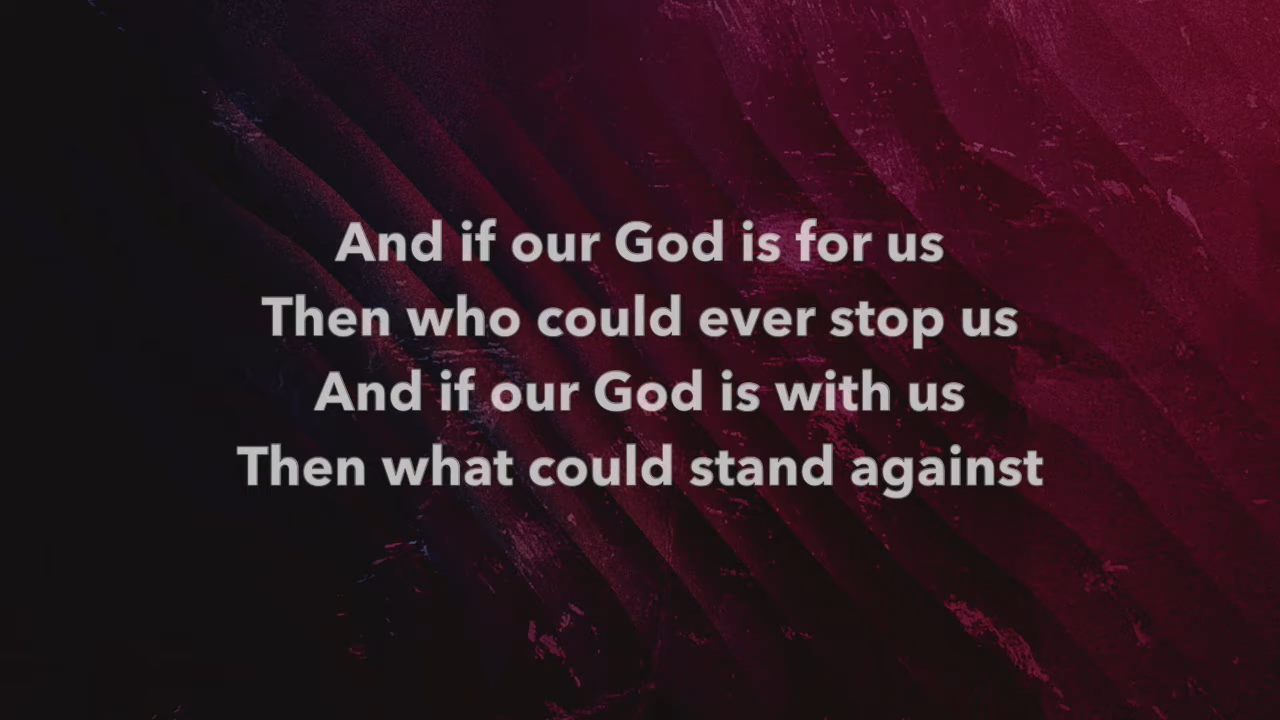 And if our God is for us
Then who could ever stop us
And if our God is with us
Then what could stand against